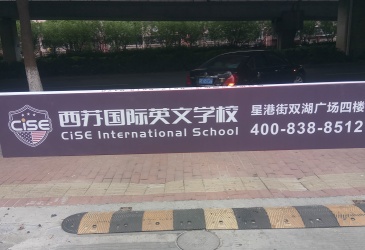 CiSE
西荇国际英文学校
CiSE International School
星港街双湖广场四楼
400-838-8512